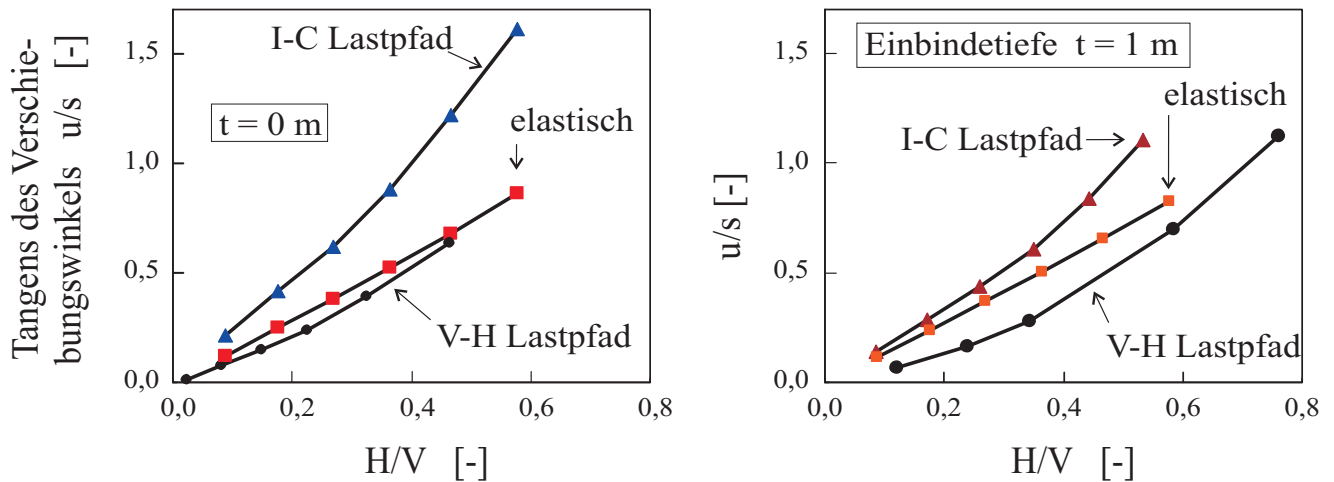 Tangens des Verschie-
bungswinkels u/s [-]
1,5
1,0
0,5
0,0
0,0
0,2
0,4
0,6
0,8
H/V [-]
I-C Lastpfad
t = 0 m
elastisch
V-H Lastpfad
u/s [-]
1,5
1,0
0,5
0,0
0,0
0,2
0,4
0,6
0,8
H/V [-]
Einbindetiefe t = 1 m
elastisch
I-C Lastpfad
V-H Lastpfad